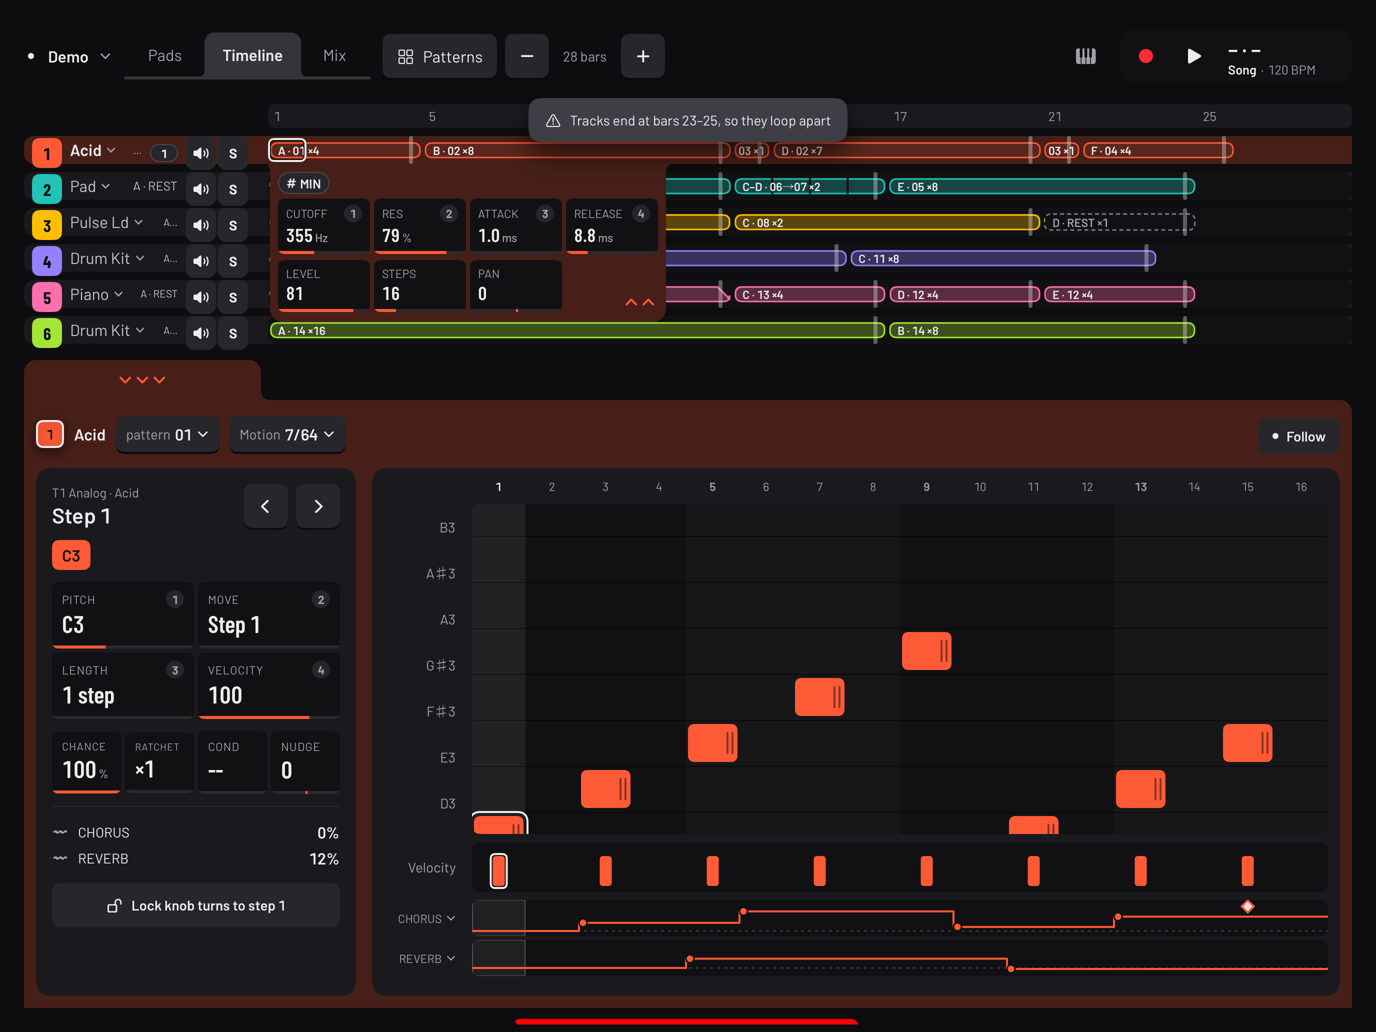 Demo
Pads
Timeline
Mix
Patterns
28 bars
Song · 120 BPM
1
5
17
21
25
Tracks end at bars 23–25, so they loop apart
1 Acid ... 1 S
A · 01 ×4
B · 02 ×8
03 ×1
D · 02 ×7
03 ×1
F · 04 ×4
2 Pad A · REST S
C–D · 06→07 ×2
E · 05 ×8
3 Pulse Ld A... S
C · 08 ×2
D · REST ×1
4 Drum Kit A... S
C · 11 ×8
5 Piano A · REST S
C · 13 ×4
D · 12 ×4
E · 12 ×4
6 Drum Kit A... S
A · 14 ×16
B · 14 ×8
# MIN
CUTOFF 1
355 Hz
RES 2
79 %
ATTACK 3
1.0 ms
RELEASE 4
8.8 ms
LEVEL
81
STEPS
16
PAN
0
1 Acid
pattern 01
Motion 7/64
Follow
T1 Analog · Acid
Step 1
C3
PITCH 1
C3
MOVE 2
Step 1
LENGTH 3
1 step
VELOCITY 4
100
CHANCE
100 %
RATCHET
×1
COND
--
NUDGE
0
CHORUS 0%
REVERB 12%
Lock knob turns to step 1
1 2 3 4 5 6 7 8 9 10 11 12 13 14 15 16
B3
A♯3
A3
G♯3
F♯3
E3
D3
Velocity
CHORUS
REVERB